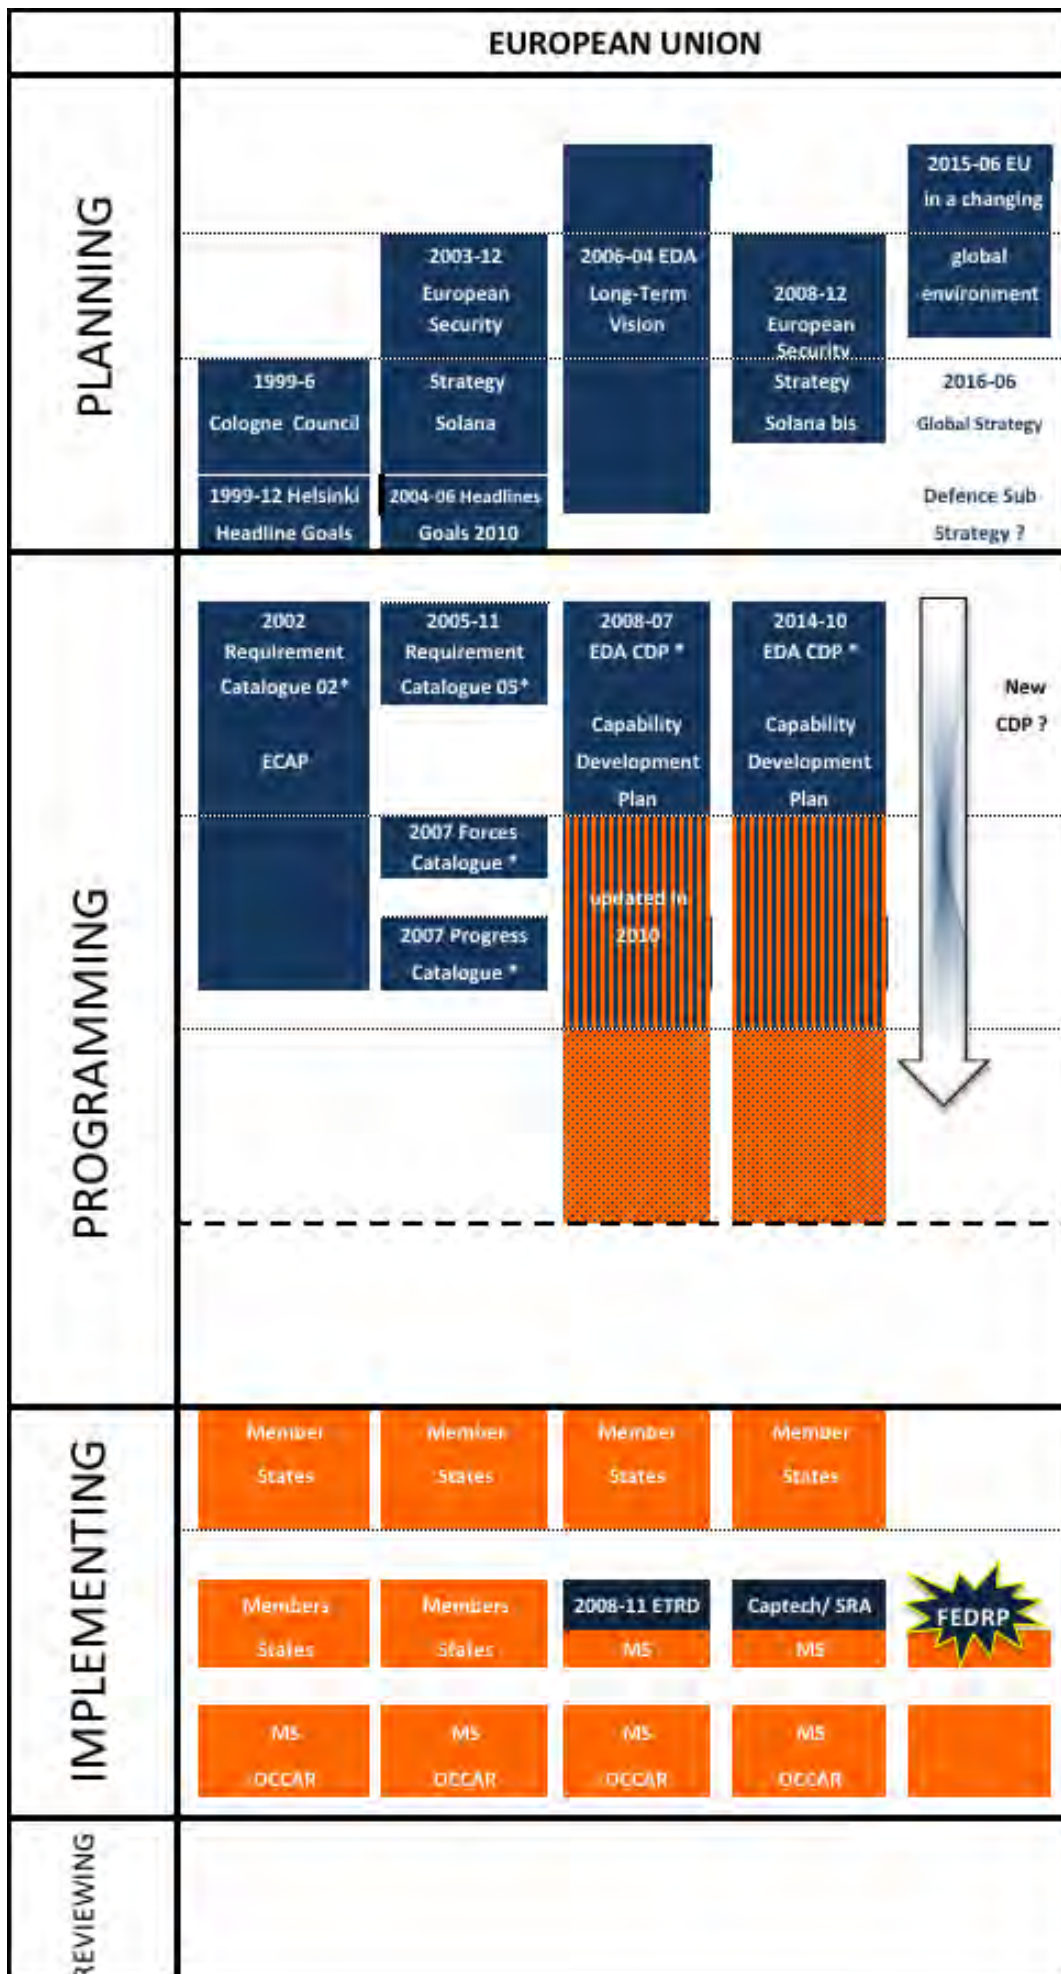 EUROPEAN UNION
PLANNING
2015-06 EU
in a changing
global
environment
2003-12
European
Security
Strategy
Solana
2006-04 EDA
Long-Term
Vision
2008-12
European
Security
Strategy
Solana bis
1999-6
Cologne Council
2016-06
Global Strategy
1999-12 Helsinki
Headline Goals
2004-06 Headlines
Goals 2010
Defence Sub
Strategy ?
PROGRAMMING
2002
Requirement
Catalogue 02*
ECAP
2005-11
Requirement
Catalogue 05*
2007 Forces
Catalogue *
2007 Progress
Catalogue *
2008-07
EDA CDP *
Capability
Development
Plan
updated in
2010
2014-10
EDA CDP *
Capability
Development
Plan
New
CDP ?
IMPLEMENTING
Member
States
Member
States
Member
States
Member
States
Members
States
Members
States
2008-11 ETRD
MS
Captech/ SRA
MS
FEDRP
MS
OCCAR
MS
OCCAR
MS
OCCAR
MS
OCCAR
REVIEWING